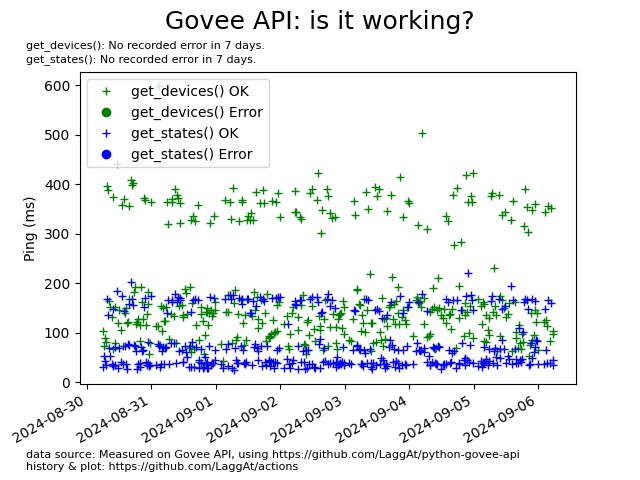 Govee API: is it working?
get_devices(): No recorded error in 7 days.
get_states(): No recorded error in 7 days.
get_devices() OK
get_devices() Error
get_states() OK
get_states() Error
Ping (ms)
600
500
400
300
200
100
0
2024-08-30
2024-08-31
2024-09-01
2024-09-02
2024-09-03
2024-09-04
2024-09-05
2024-09-06
data source: Measured on Govee API, using https://github.com/LaggAt/python-govee-api
history & plot: https://github.com/LaggAt/actions